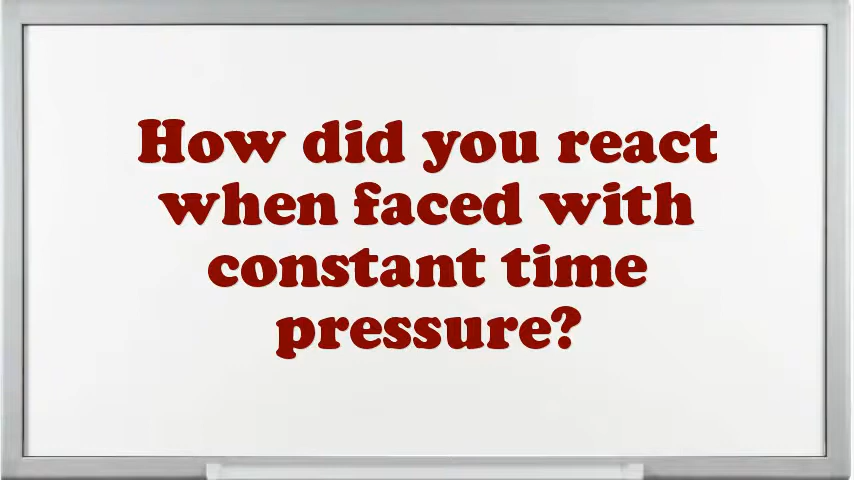 How did you react
when faced with
constant time
pressure?